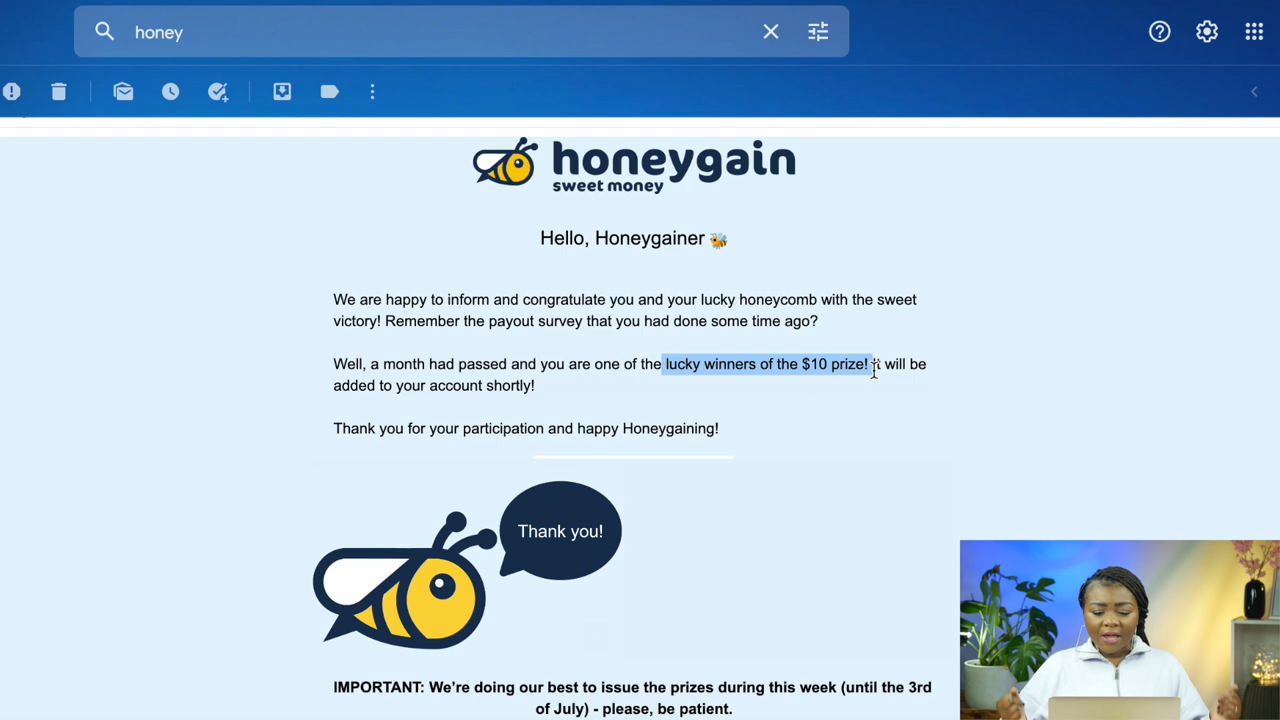 honey
honeygain
sweet money
Hello, Honeygainer
We are happy to inform and congratulate you and your lucky honeycomb with the sweet
victory! Remember the payout survey that you had done some time ago?
Well, a month had passed and you are one of the lucky winners of the $10 prize! It will be
added to your account shortly!
Thank you for your participation and happy Honeygaining!
Thank you!
IMPORTANT: We’re doing our best to issue the prizes during this week (until the 3rd
of July) - please, be patient.